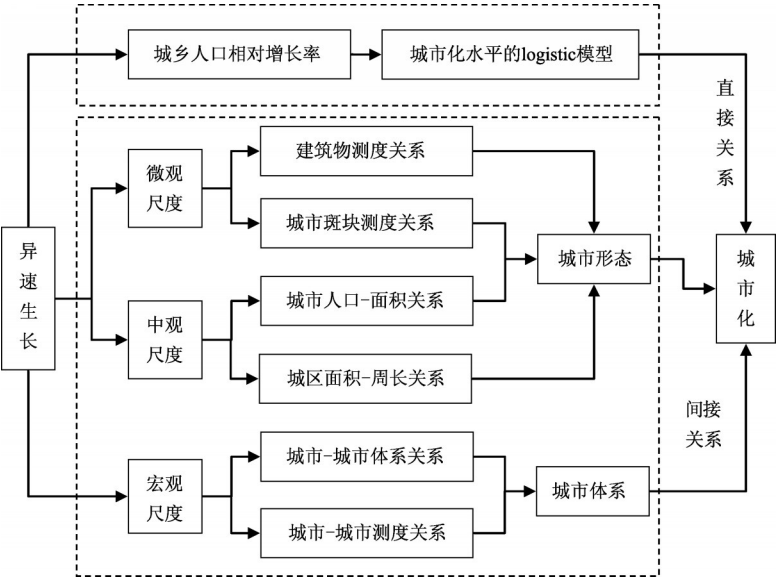 城乡人口相对增长率
城市化水平的logistic模型
直接关系
微观
尺度
建筑物测度关系
城市斑块测度关系
异速生长
城市形态
城市化
中观
尺度
城市人口-面积关系
城区面积-周长关系
间接
关系
宏观
尺度
城市-城市体系关系
城市体系
城市-城市测度关系